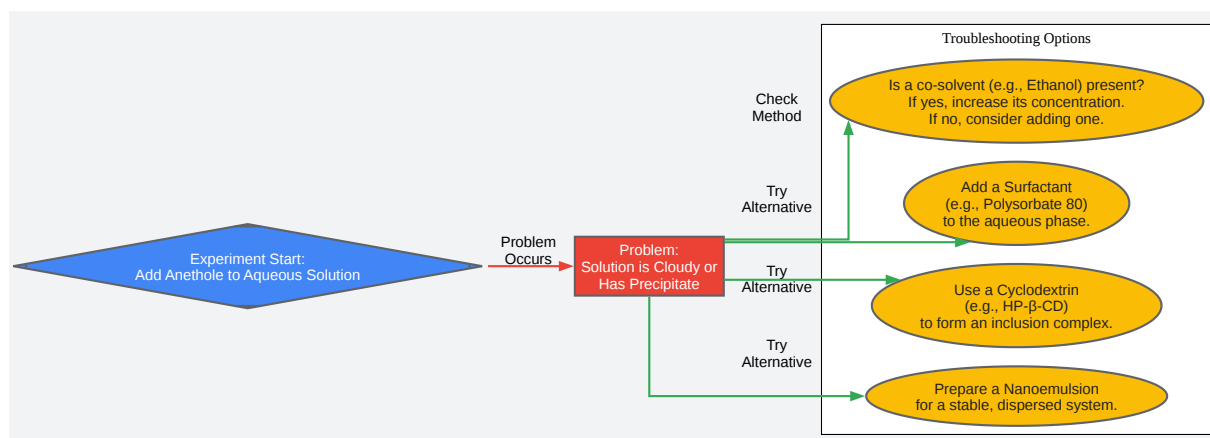 Experiment Start:
Add Anethole to Aqueous Solution
Problem
Occurs
Problem:
Solution is Cloudy or
Has Precipitate
Check
Method
Try
Alternative
Try
Alternative
Try
Alternative
Troubleshooting Options
Is a co-solvent (e.g., Ethanol) present?
If yes, increase its concentration.
If no, consider adding one.
Add a Surfactant
(e.g., Polysorbate 80)
to the aqueous phase.
Use a Cyclodextrin
(e.g., HP-β-CD)
to form an inclusion complex.
Prepare a Nanoemulsion
for a stable, dispersed system.